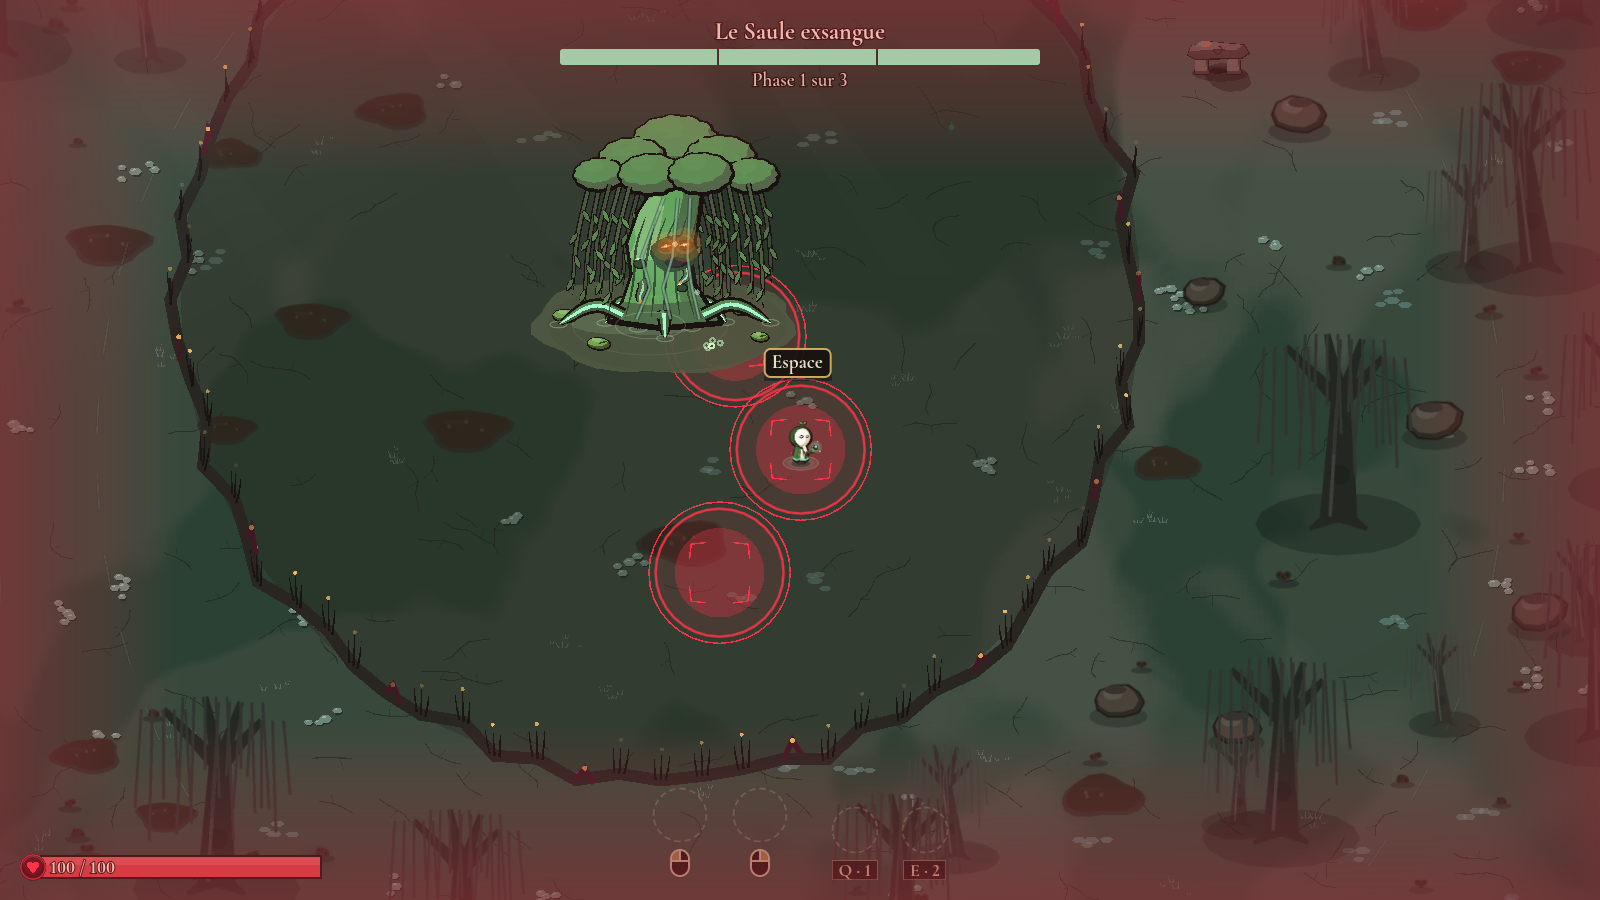 Le Saule exsangue
Phase 1 sur 3
Espace
100 / 100
Q · 1
E · 2